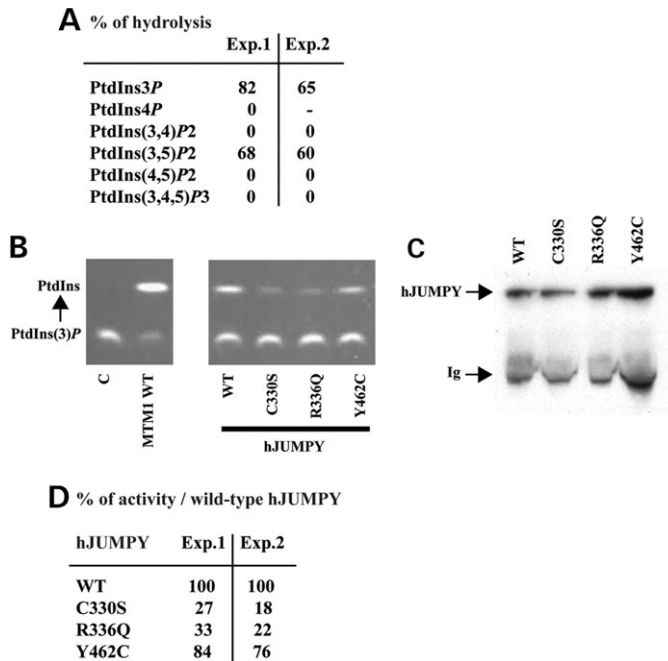 A % of hydrolysis
Exp.1 Exp.2
PtdIns3P 82 65
PtdIns4P 0 -
PtdIns(3,4)P2 0 0
PtdIns(3,5)P2 68 60
PtdIns(4,5)P2 0 0
PtdIns(3,4,5)P3 0 0
B
PtdIns
PtdIns(3)P
C
MTM1 WT
WT
C330S
R336Q
Y462C
hJUMPY
C
WT
C330S
R336Q
Y462C
hJUMPY
Ig
D % of activity / wild-type hJUMPY
hJUMPY Exp.1 Exp.2
WT 100 100
C330S 27 18
R336Q 33 22
Y462C 84 76